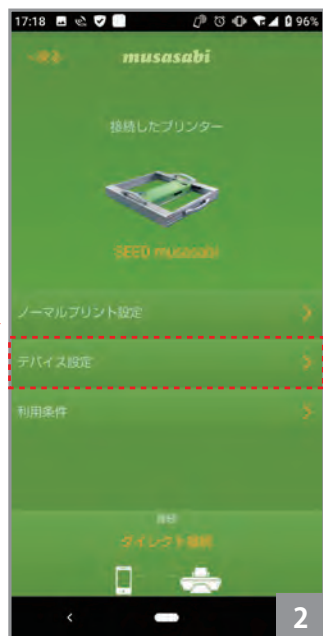 17:18 96%
<戻る musasabi
接続したプリンター
SEED musasabi
ノーマルプリント設定
デバイス設定
利用条件
接続
ダイレクト接続
2